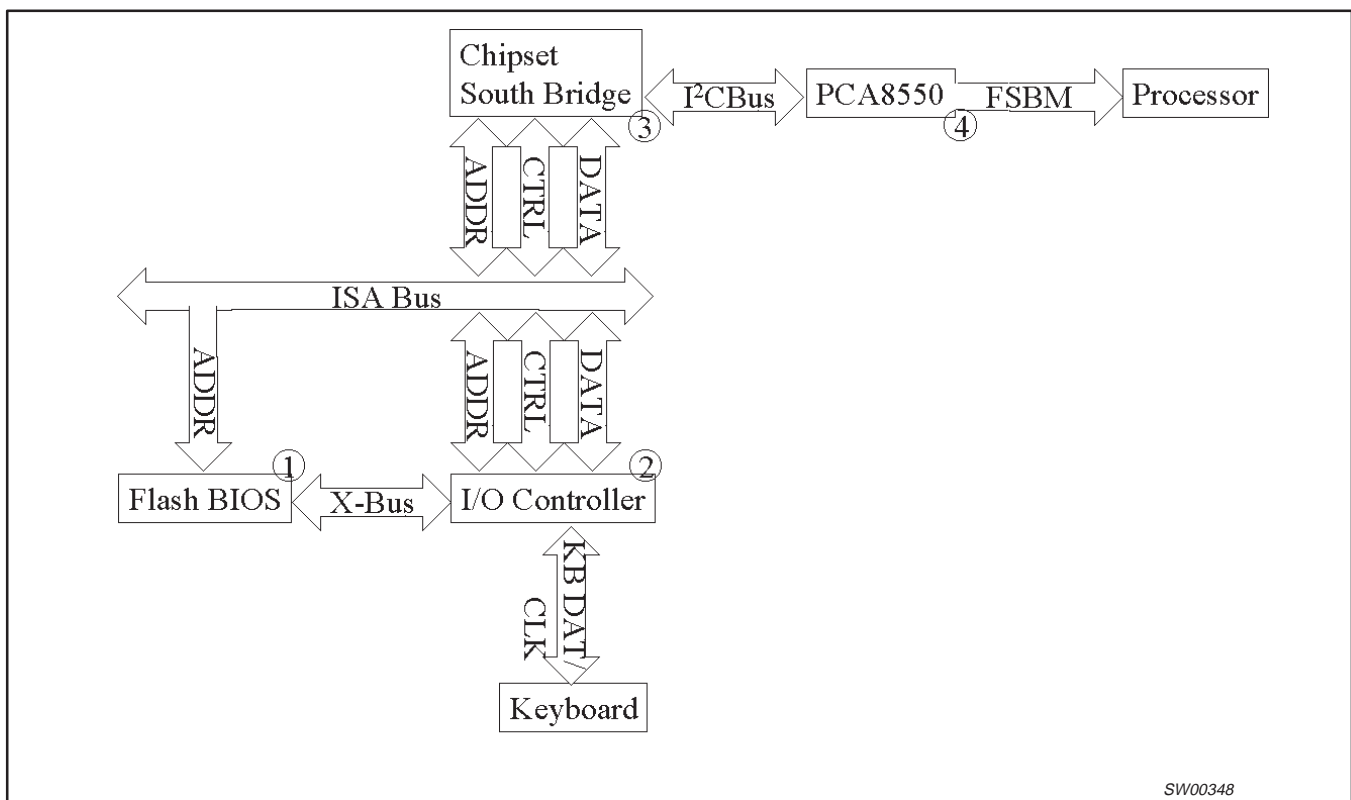 Chipset
South Bridge
3
I²CBus
PCA8550
4
FSBM
Processor
ADDR
CTRL
DATA
ISA Bus
ADDR
ADDR
CTRL
DATA
Flash BIOS
1
X-Bus
I/O Controller
2
KB DAT/
CLK
Keyboard
SW00348